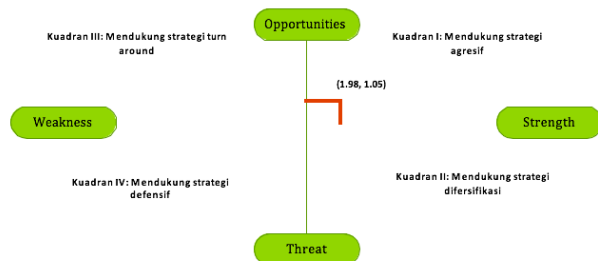 Opportunities
Kuadran III: Mendukung strategi turn
around
Kuadran I: Mendukung strategi
agresif
(1.98, 1.05)
Weakness
Strength
Kuadran IV: Mendukung strategi
defensif
Kuadran II: Mendukung strategi
difersifikasi
Threat